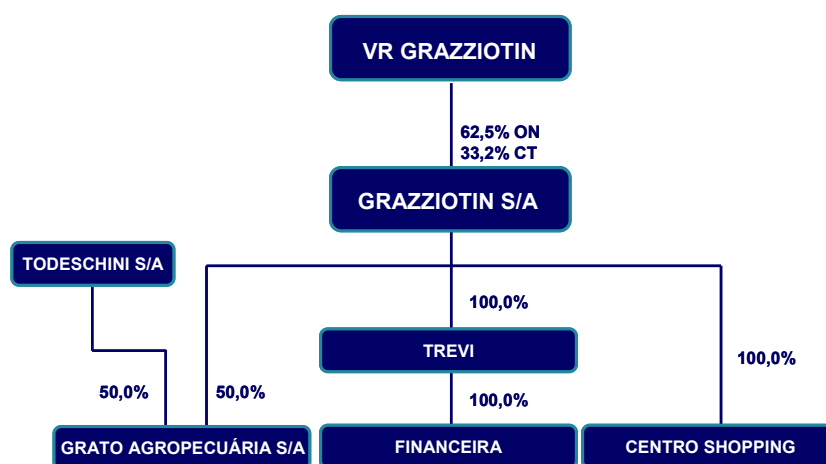 VR GRAZZIOTIN
62,5% ON
33,2% CT
GRAZZIOTIN S/A
TODESCHINI S/A
100,0%
TREVI
100,0%
50,0%
50,0%
100,0%
GRATO AGROPECUÁRIA S/A
FINANCEIRA
CENTRO SHOPPING